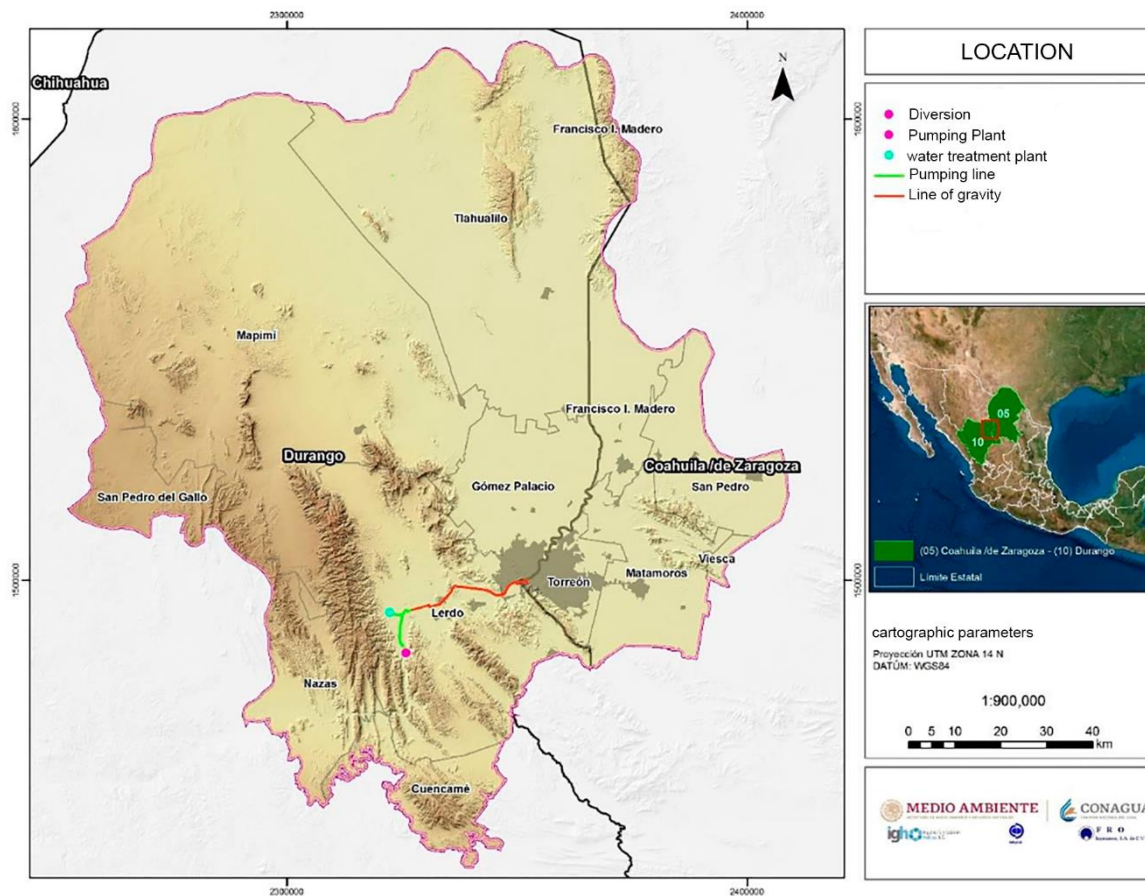 2300000
2400000
N
Chihuahua
1600000
1600000
Francisco I. Madero
Tlahualilo
Mapimí
Francisco I. Madero
Durango
Coahuila /de Zaragoza
Gómez Palacio
San Pedro
San Pedro del Gallo
Viesca
1500000
1500000
Torreón
Matamoros
Lerdo
Nazas
Cuencamé
2300000
2400000
LOCATION
Diversion
Pumping Plant
water treatment plant
Pumping line
Line of gravity
05
10
(05) Coahuila /de Zaragoza - (10) Durango
Límite Estatal
cartographic parameters
Proyección UTM ZONA 14 N
DATÚM: WGS84
1:900,000
0 5 10 20 30 40
km
MEDIO AMBIENTE
CONAGUA
igh
F R O